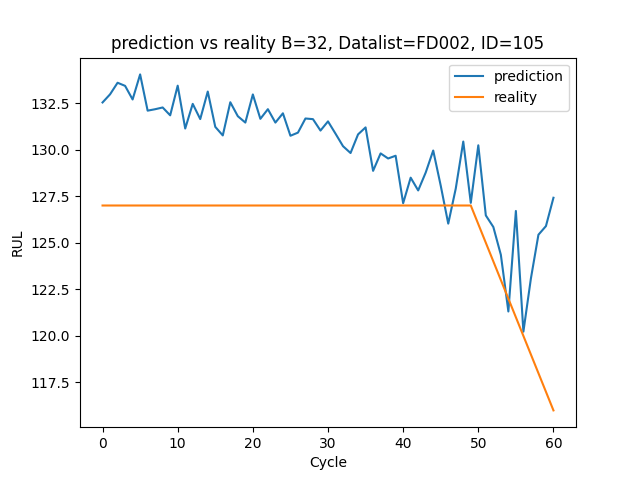 prediction vs reality B=32, Datalist=FD002, ID=105
prediction
reality
132.5
130.0
127.5
125.0
122.5
120.0
117.5
RUL
0 10 20 30 40 50 60
Cycle